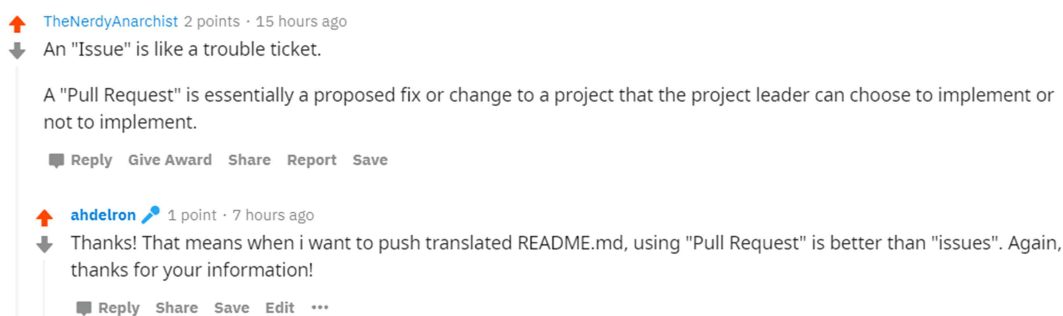 TheNerdyAnarchist 2 points · 15 hours ago
An "Issue" is like a trouble ticket.
A "Pull Request" is essentially a proposed fix or change to a project that the project leader can choose to implement or
not to implement.
Reply Give Award Share Report Save
ahdelron 1 point · 7 hours ago
Thanks! That means when i want to push translated README.md, using "Pull Request" is better than "issues". Again,
thanks for your information!
Reply Share Save Edit ···